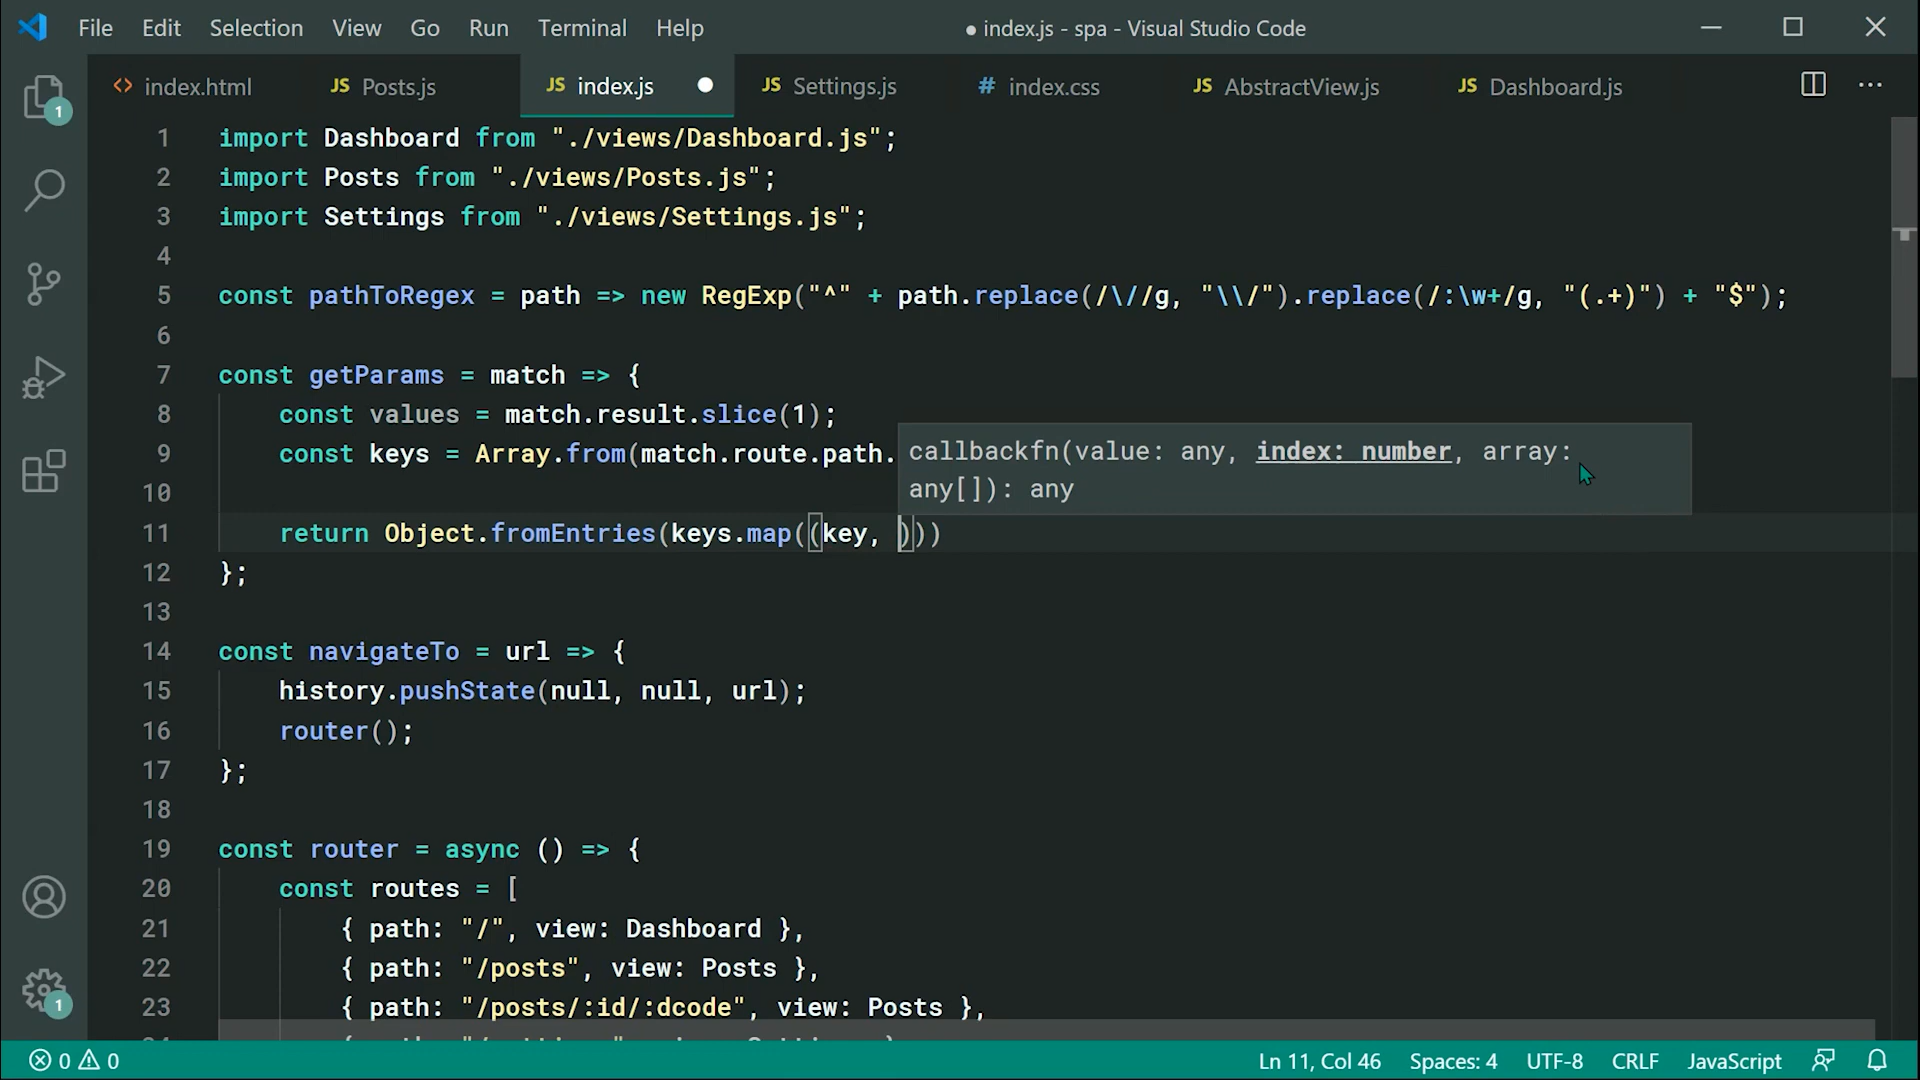 File Edit Selection View Go Run Terminal Help ● index.js - spa - Visual Studio Code
<> index.html JS Posts.js JS index.js ● JS Settings.js # index.css JS AbstractView.js JS Dashboard.js ...
1 import Dashboard from "./views/Dashboard.js";
2 import Posts from "./views/Posts.js";
3 import Settings from "./views/Settings.js";
4
5 const pathToRegex = path => new RegExp("^" + path.replace(/\//g, "\\/").replace(/:\w+/g, "(.+)") + "$");
6
7 const getParams = match => {
8 const values = match.result.slice(1);
9 const keys = Array.from(match.route.path.
callbackfn(value: any, index: number, array:
any[]): any
10
11 return Object.fromEntries(keys.map((key, )))
12 };
13
14 const navigateTo = url => {
15 history.pushState(null, null, url);
16 router();
17 };
18
19 const router = async () => {
20 const routes = [
21 { path: "/", view: Dashboard },
22 { path: "/posts", view: Posts },
23 { path: "/posts/:id/:dcode", view: Posts },
1
1
0 0 Ln 11, Col 46 Spaces: 4 UTF-8 CRLF JavaScript